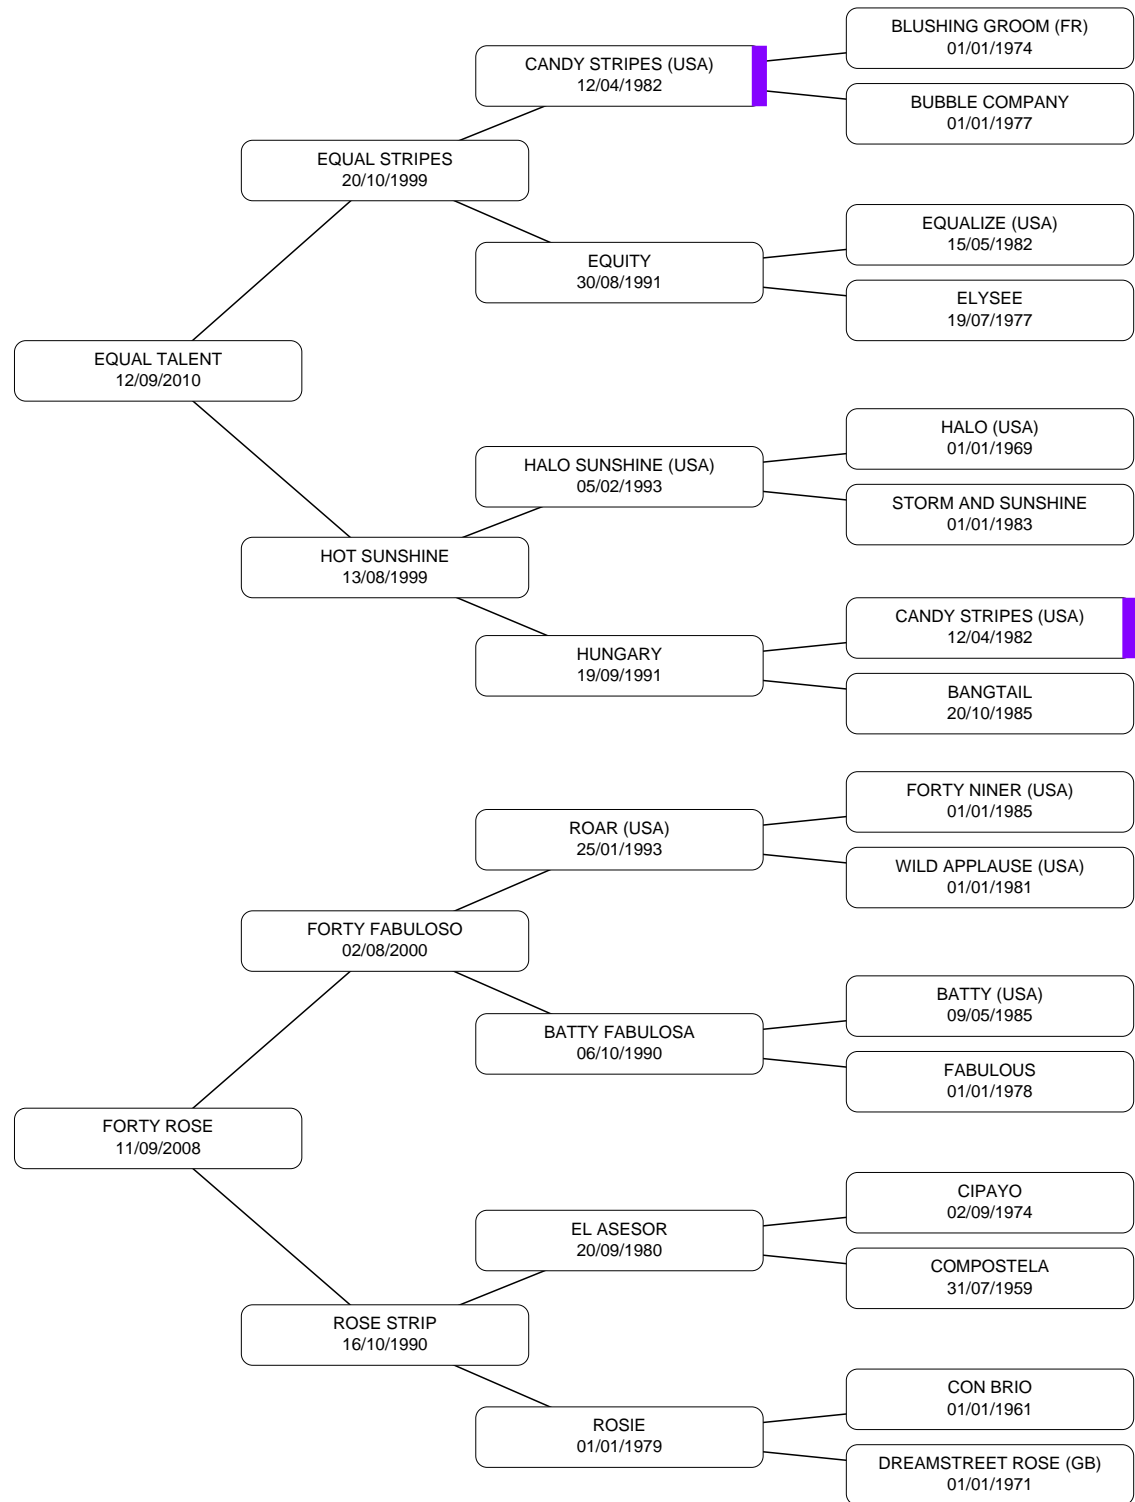 BLUSHING GROOM (FR)
01/01/1974
CANDY STRIPES (USA)
12/04/1982
BUBBLE COMPANY
01/01/1977
EQUAL STRIPES
20/10/1999
EQUALIZE (USA)
15/05/1982
EQUITY
30/08/1991
ELYSEE
19/07/1977
EQUAL TALENT
12/09/2010
HALO (USA)
01/01/1969
HALO SUNSHINE (USA)
05/02/1993
STORM AND SUNSHINE
01/01/1983
HOT SUNSHINE
13/08/1999
CANDY STRIPES (USA)
12/04/1982
HUNGARY
19/09/1991
BANGTAIL
20/10/1985
FORTY NINER (USA)
01/01/1985
ROAR (USA)
25/01/1993
WILD APPLAUSE (USA)
01/01/1981
FORTY FABULOSO
02/08/2000
BATTY (USA)
09/05/1985
BATTY FABULOSA
06/10/1990
FABULOUS
01/01/1978
FORTY ROSE
11/09/2008
CIPAYO
02/09/1974
EL ASESOR
20/09/1980
COMPOSTELA
31/07/1959
ROSE STRIP
16/10/1990
CON BRIO
01/01/1961
ROSIE
01/01/1979
DREAMSTREET ROSE (GB)
01/01/1971